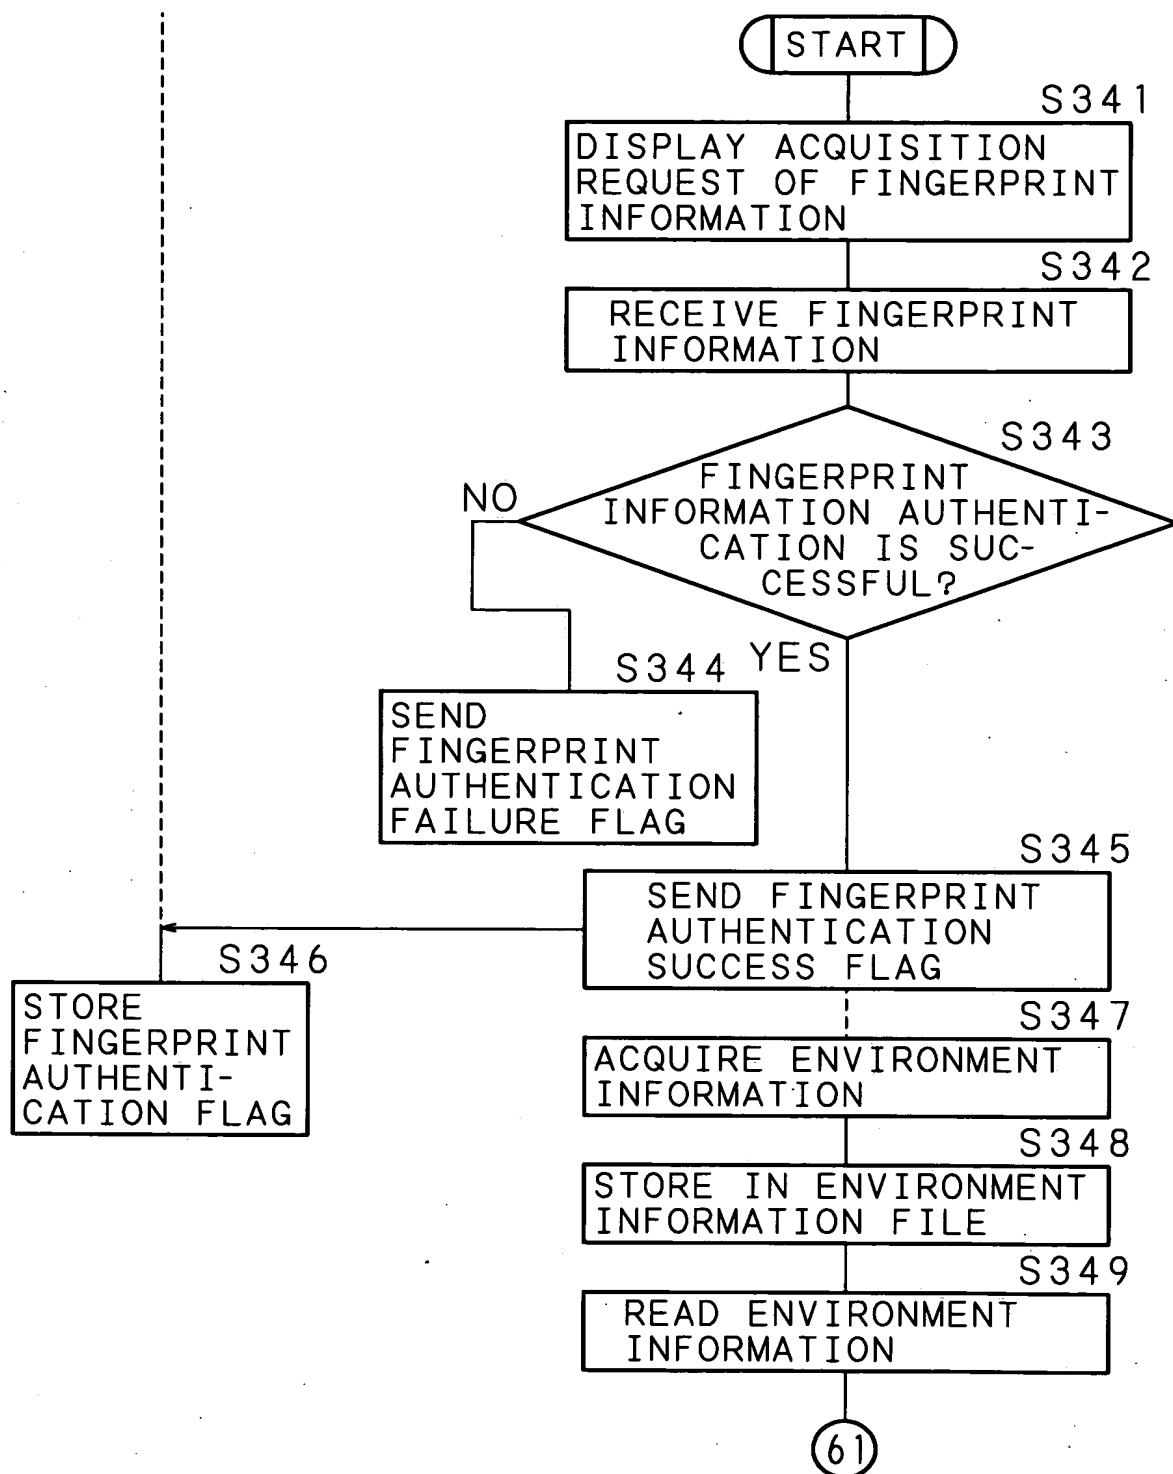 START
S341
DISPLAY ACQUISITION
REQUEST OF FINGERPRINT
INFORMATION
S342
RECEIVE FINGERPRINT
INFORMATION
S343
FINGERPRINT
INFORMATION AUTHENTI-
CATION IS SUC-
CESSFUL?
NO
YES
S344
SEND
FINGERPRINT
AUTHENTICATION
FAILURE FLAG
S345
SEND FINGERPRINT
AUTHENTICATION
SUCCESS FLAG
S346
STORE
FINGERPRINT
AUTHENTI-
CATION FLAG
S347
ACQUIRE ENVIRONMENT
INFORMATION
S348
STORE IN ENVIRONMENT
INFORMATION FILE
S349
READ ENVIRONMENT
INFORMATION
61